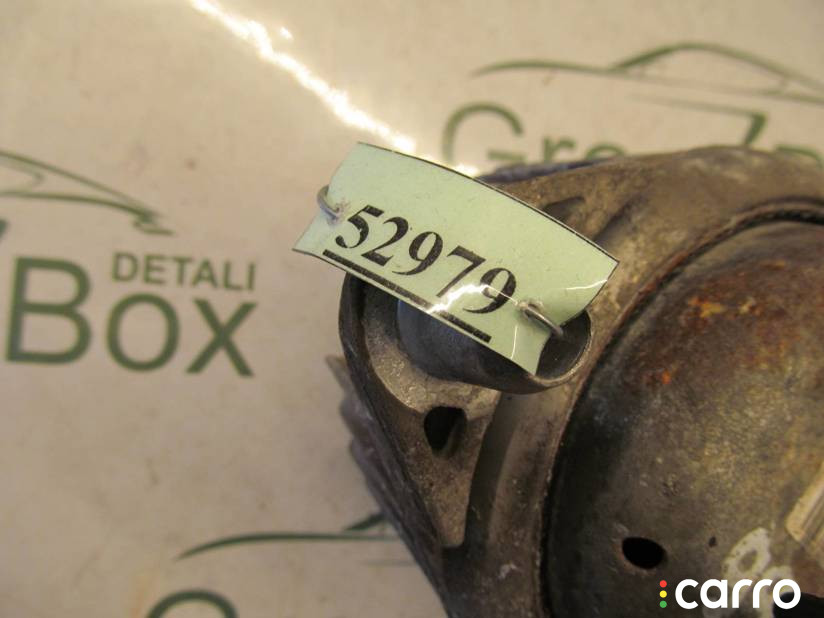 52979
DETALI
BOX
carro